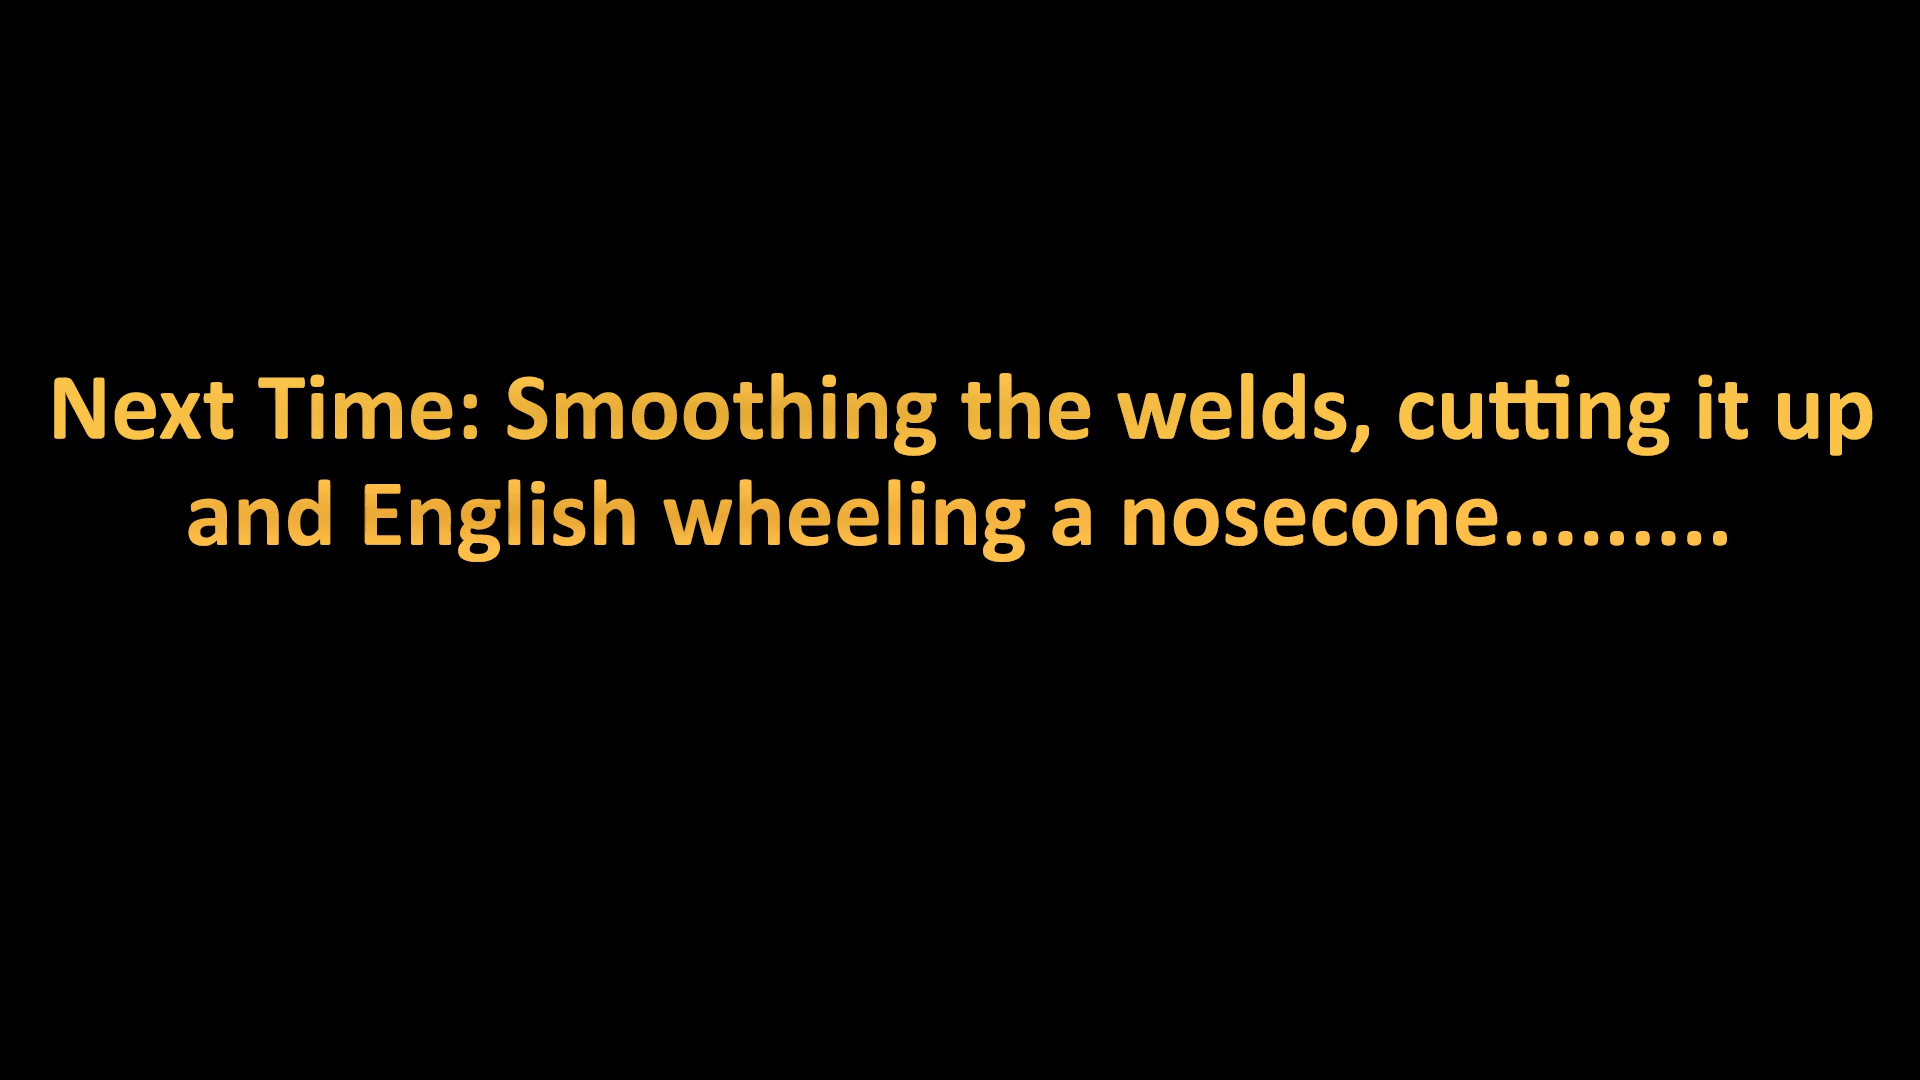 Next Time: Smoothing the welds, cutting it up
and English wheeling a nosecone.........